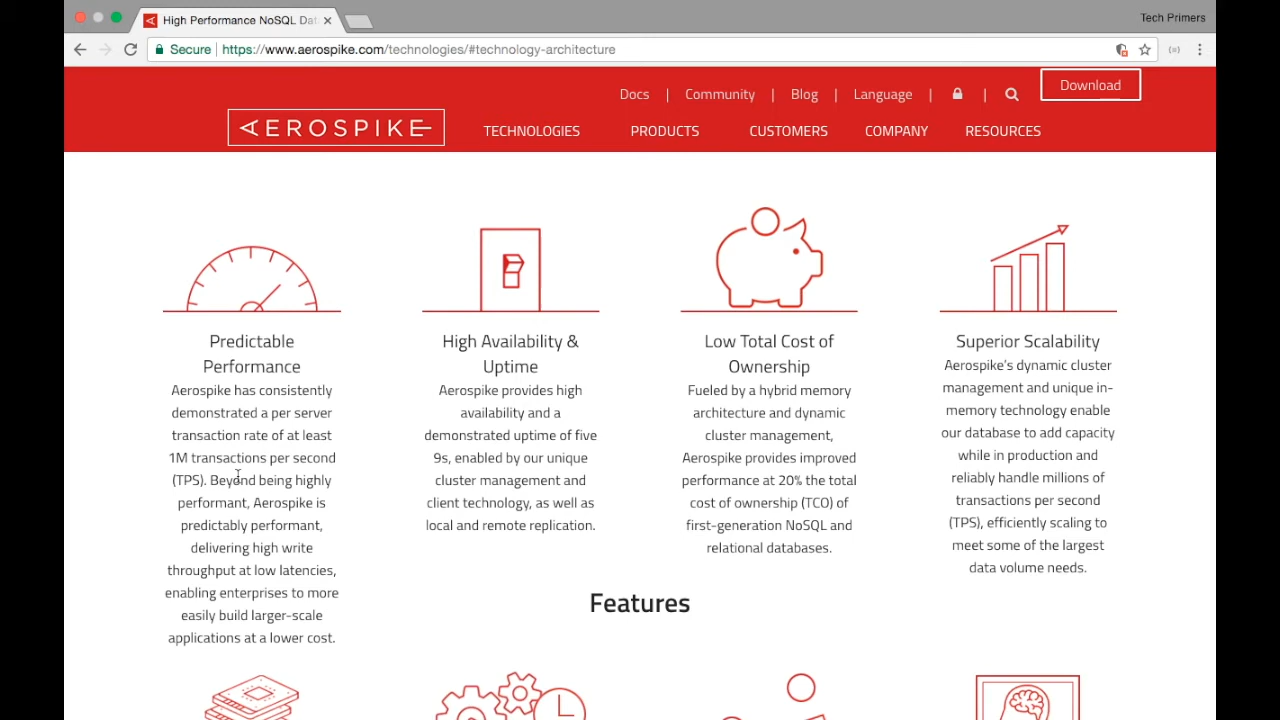 High Performance NoSQL Dat
Tech Primers
Secure
https://www.aerospike.com/technologies/#technology-architecture
Docs | Community | Blog | Language | |
Download
AEROSPIKE
TECHNOLOGIES PRODUCTS CUSTOMERS COMPANY RESOURCES
Predictable
Performance
Aerospike has consistently
demonstrated a per server
transaction rate of at least
1M transactions per second
(TPS). Beyond being highly
performant, Aerospike is
predictably performant,
delivering high write
throughput at low latencies,
enabling enterprises to more
easily build larger-scale
applications at a lower cost.
High Availability &
Uptime
Aerospike provides high
availability and a
demonstrated uptime of five
9s, enabled by our unique
cluster management and
client technology, as well as
local and remote replication.
Low Total Cost of
Ownership
Fueled by a hybrid memory
architecture and dynamic
cluster management,
Aerospike provides improved
performance at 20% the total
cost of ownership (TCO) of
first-generation NoSQL and
relational databases.
Superior Scalability
Aerospike's dynamic cluster
management and unique in-
memory technology enable
our database to add capacity
while in production and
reliably handle millions of
transactions per second
(TPS), efficiently scaling to
meet some of the largest
data volume needs.
Features